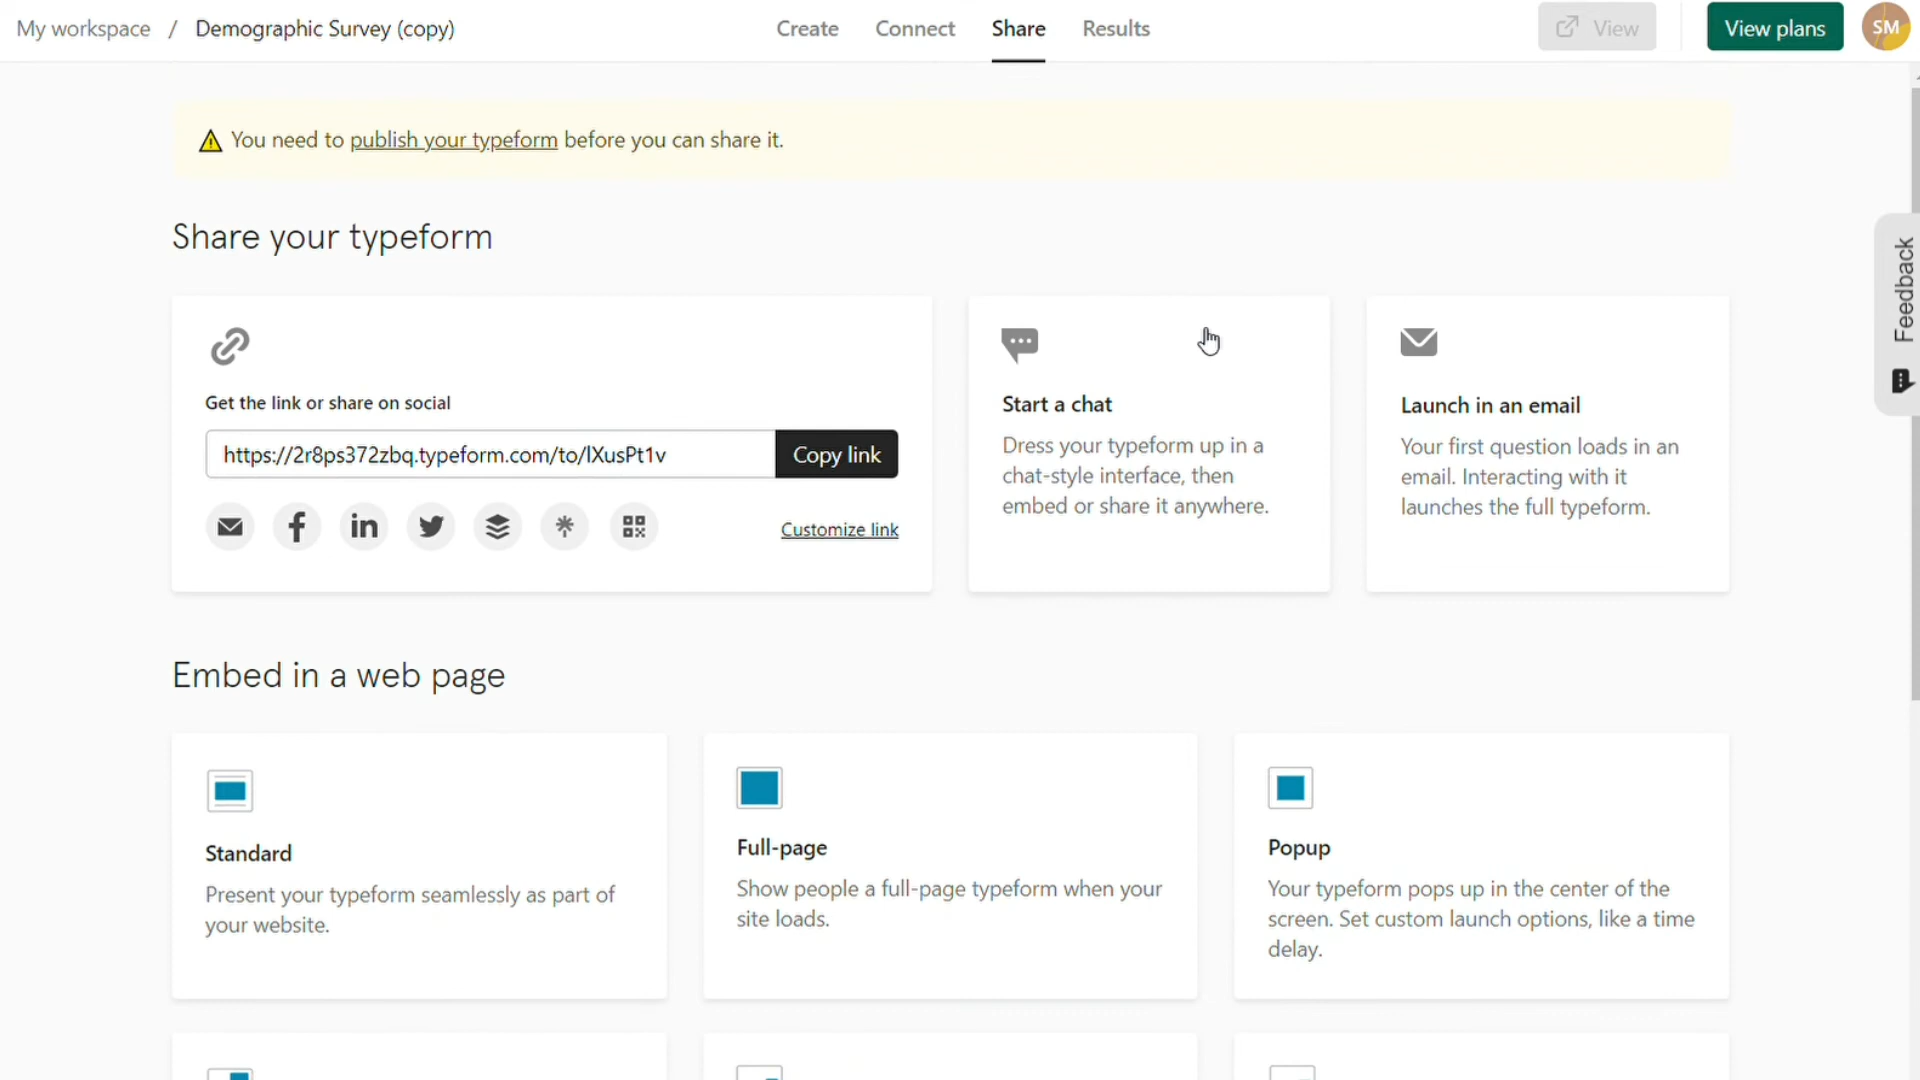 My workspace / Demographic Survey (copy)
Create Connect Share Results
View
View plans
SM
You need to publish your typeform before you can share it.
Share your typeform
Get the link or share on social
https://2r8ps372zbq.typeform.com/to/lXusPt1v
Copy link
Customize link
Start a chat
Dress your typeform up in a
chat-style interface, then
embed or share it anywhere.
Launch in an email
Your first question loads in an
email. Interacting with it
launches the full typeform.
Feedback
Embed in a web page
Standard
Present your typeform seamlessly as part of
your website.
Full-page
Show people a full-page typeform when your
site loads.
Popup
Your typeform pops up in the center of the
screen. Set custom launch options, like a time
delay.